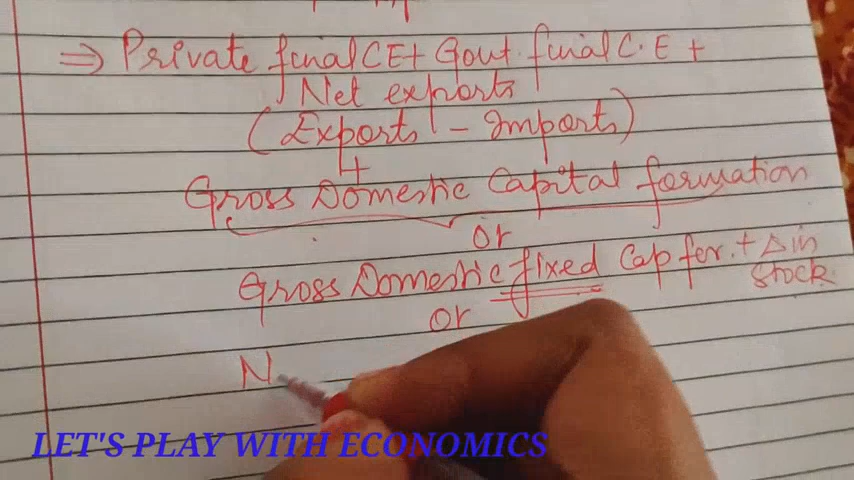 ⇒ Private final CE + Govt. final C.E +
Net exports
(Exports - Imports)
+
Gross Domestic Capital formation
or
Gross Domestic fixed Cap for. + Δ in
Stock.
or
N
LET'S PLAY WITH ECONOMICS